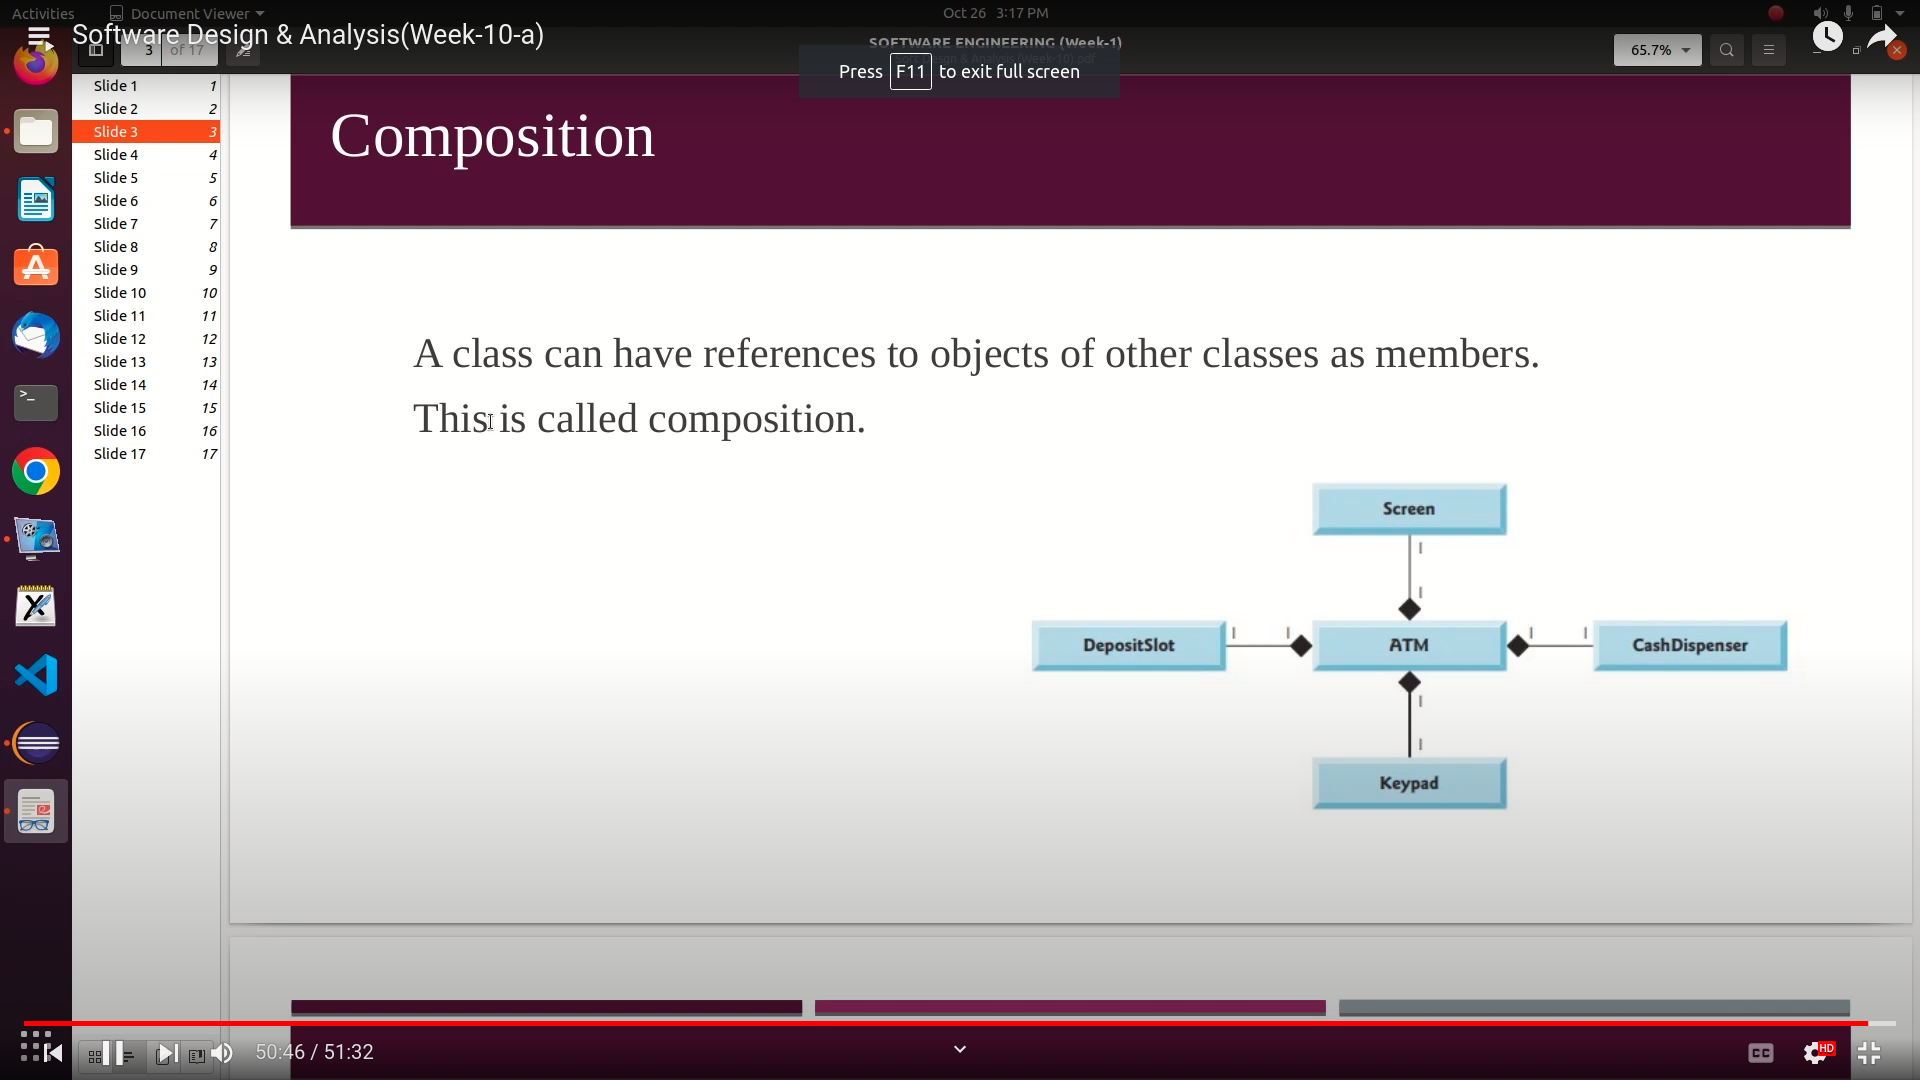 Activities Document Viewer Oct 26 3:17 PM
Software Design & Analysis(Week-10-a)
3 of 17
SOFTWARE ENGINEERING (Week-1)
65.7%
Press F11 to exit full screen
Slide 1 1
Slide 2 2
Slide 3 3
Slide 4 4
Slide 5 5
Slide 6 6
Slide 7 7
Slide 8 8
Slide 9 9
Slide 10 10
Slide 11 11
Slide 12 12
Slide 13 13
Slide 14 14
Slide 15 15
Slide 16 16
Slide 17 17
Composition
A class can have references to objects of other classes as members.
This is called composition.
Screen
1
1
DepositSlot 1 1 ATM 1 1 CashDispenser
1
1
Keypad
50:46 / 51:32
CC
HD